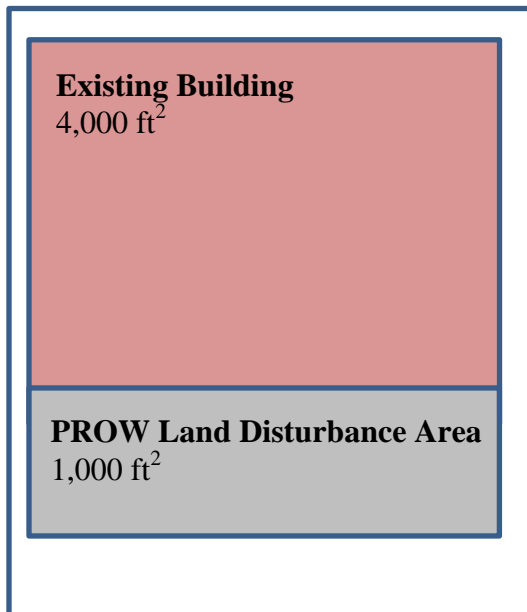 Existing Building
4,000 ft²
PROW Land Disturbance Area
1,000 ft²